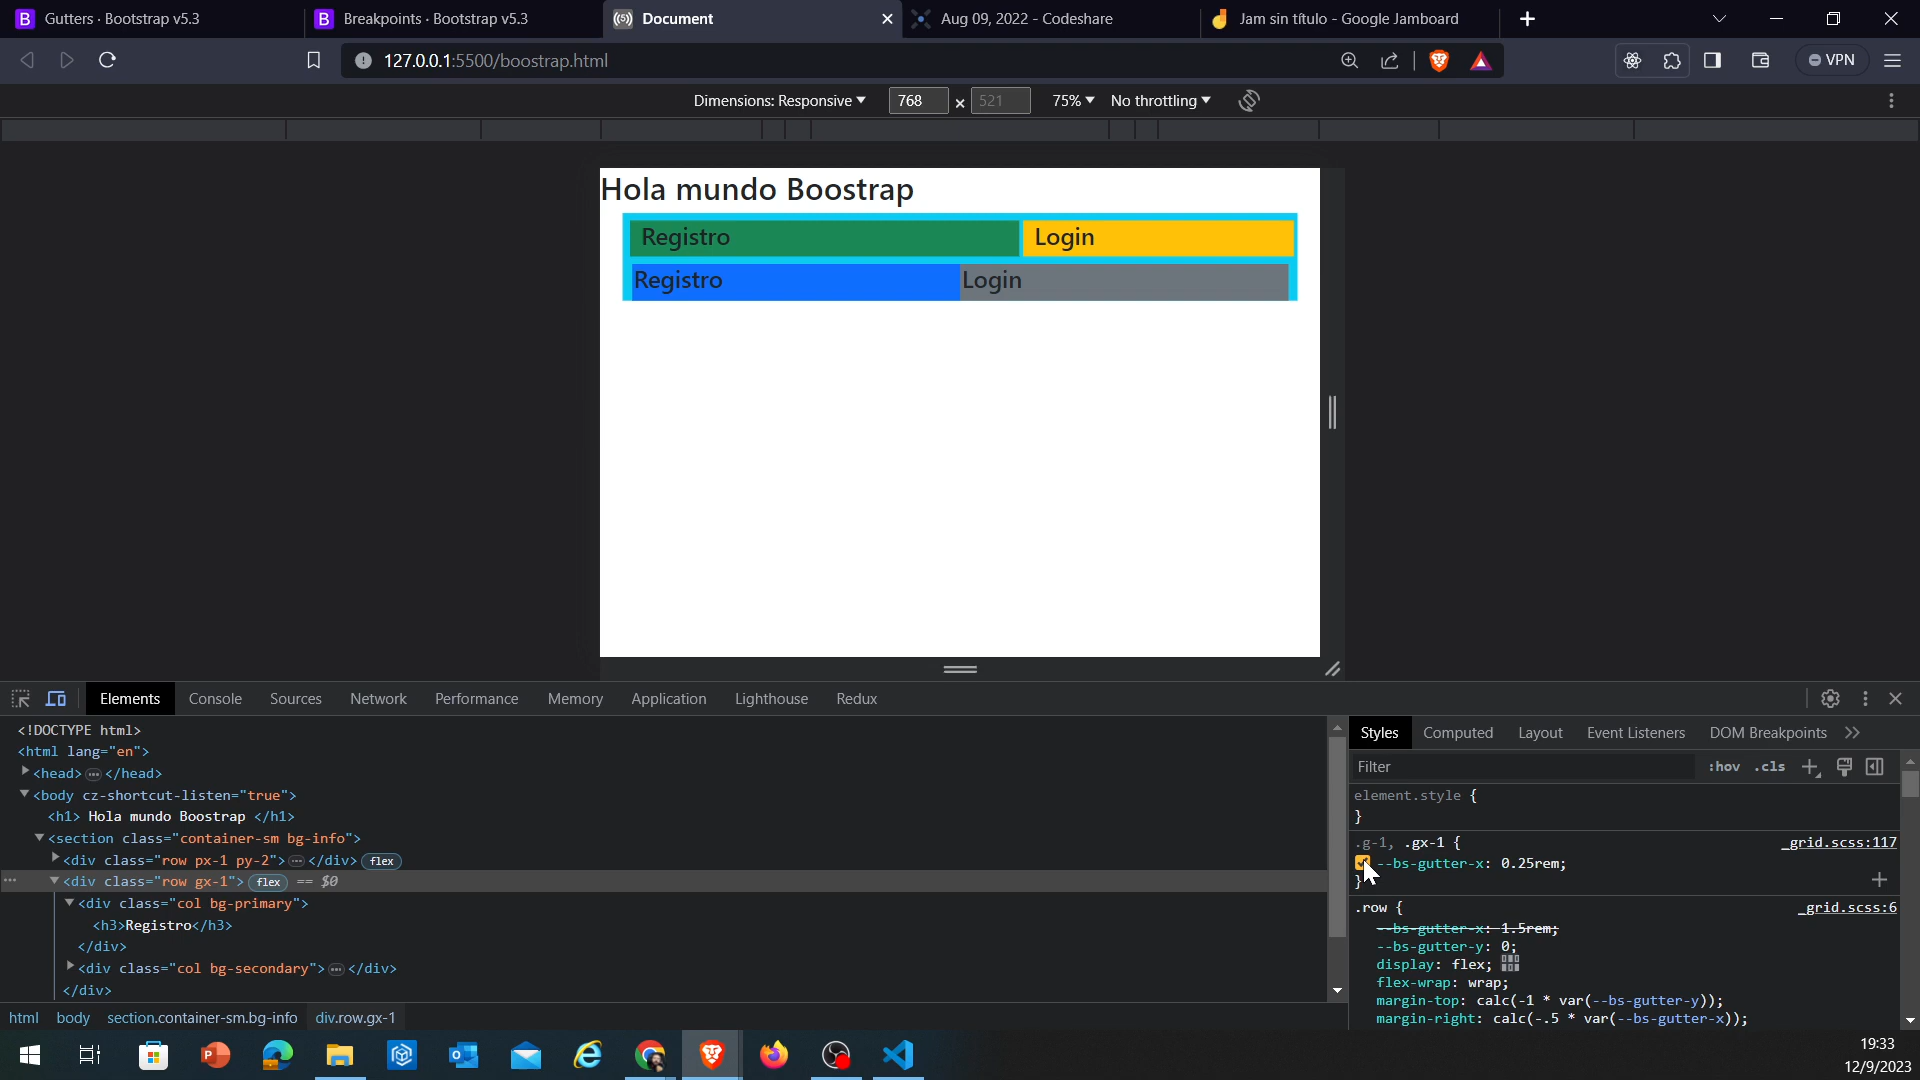 Gutters · Bootstrap v5.3
Breakpoints · Bootstrap v5.3
Document
Aug 09, 2022 - Codeshare
Jam sin título - Google Jamboard
127.0.0.1:5500/boostrap.html
VPN
Dimensions: Responsive
768 × 521
75%
No throttling
Hola mundo Boostrap
Registro
Login
Registro
Login
Elements
Console
Sources
Network
Performance
Memory
Application
Lighthouse
Redux
<!DOCTYPE html>
<html lang="en">
<head> ⋯ </head>
<body cz-shortcut-listen="true">
<h1> Hola mundo Boostrap </h1>
<section class="container-sm bg-info">
<div class="row px-1 py-2"> ⋯ </div> flex
<div class="row gx-1"> flex == $0
<div class="col bg-primary">
<h3>Registro</h3>
</div>
<div class="col bg-secondary"> ⋯ </div>
</div>
html body section.container-sm.bg-info div.row.gx-1
Styles
Computed
Layout
Event Listeners
DOM Breakpoints
Filter
:hov .cls
element.style {
}
.g-1, .gx-1 { _grid.scss:117
--bs-gutter-x: 0.25rem;
}
.row { _grid.scss:6
--bs-gutter-x: 1.5rem;
--bs-gutter-y: 0;
display: flex;
flex-wrap: wrap;
margin-top: calc(-1 * var(--bs-gutter-y));
margin-right: calc(-.5 * var(--bs-gutter-x));
19:33
12/9/2023